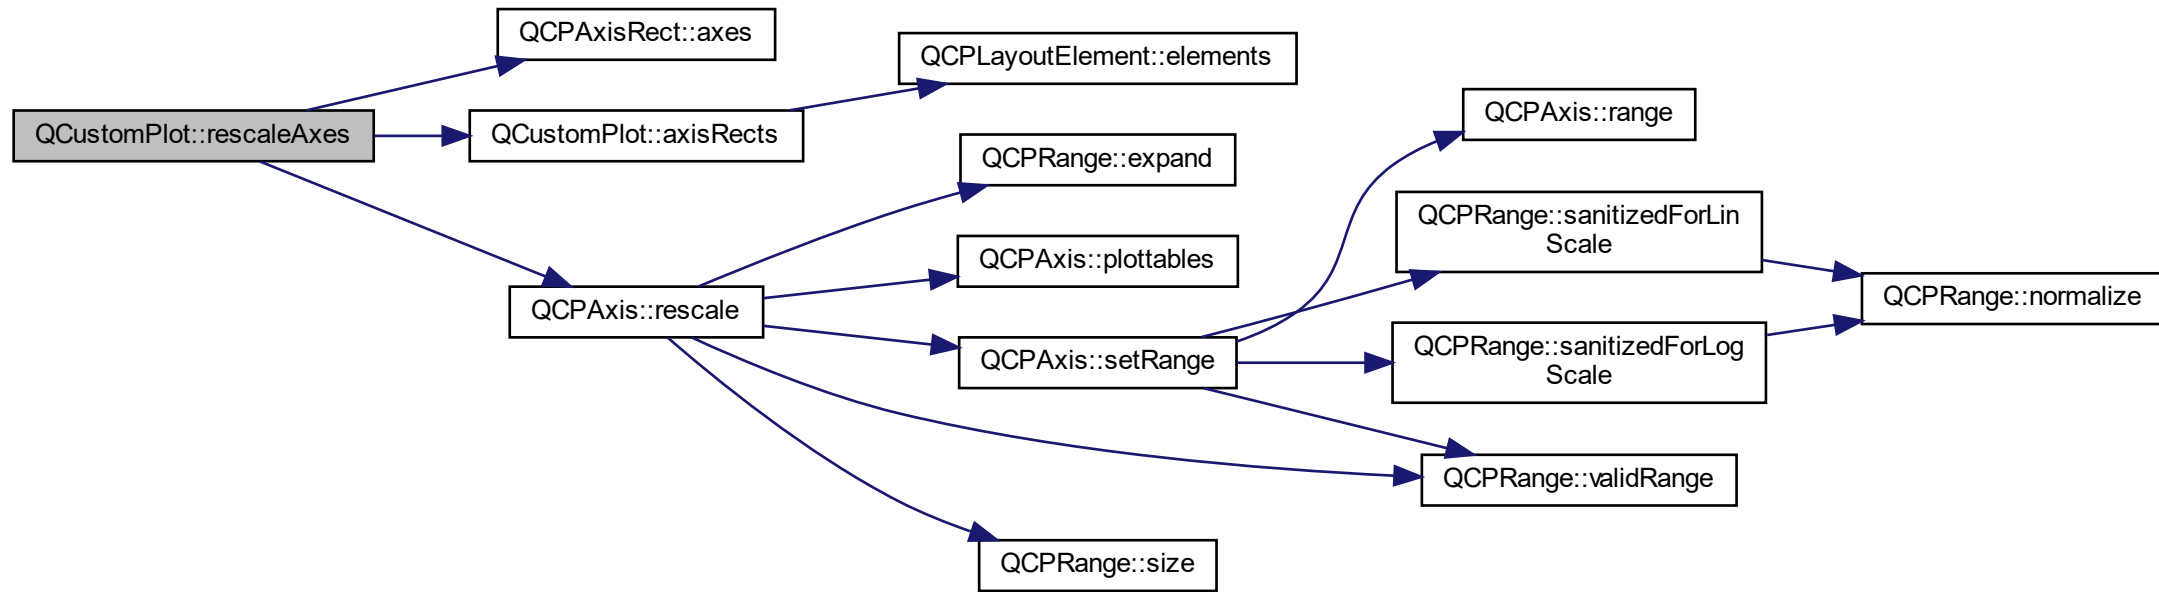 QCustomPlot::rescaleAxes
QCPAxisRect::axes
QCustomPlot::axisRects
QCPLayoutElement::elements
QCPAxis::rescale
QCPRange::expand
QCPAxis::plottables
QCPAxis::setRange
QCPRange::size
QCPAxis::range
QCPRange::sanitizedForLin
Scale
QCPRange::sanitizedForLog
Scale
QCPRange::validRange
QCPRange::normalize